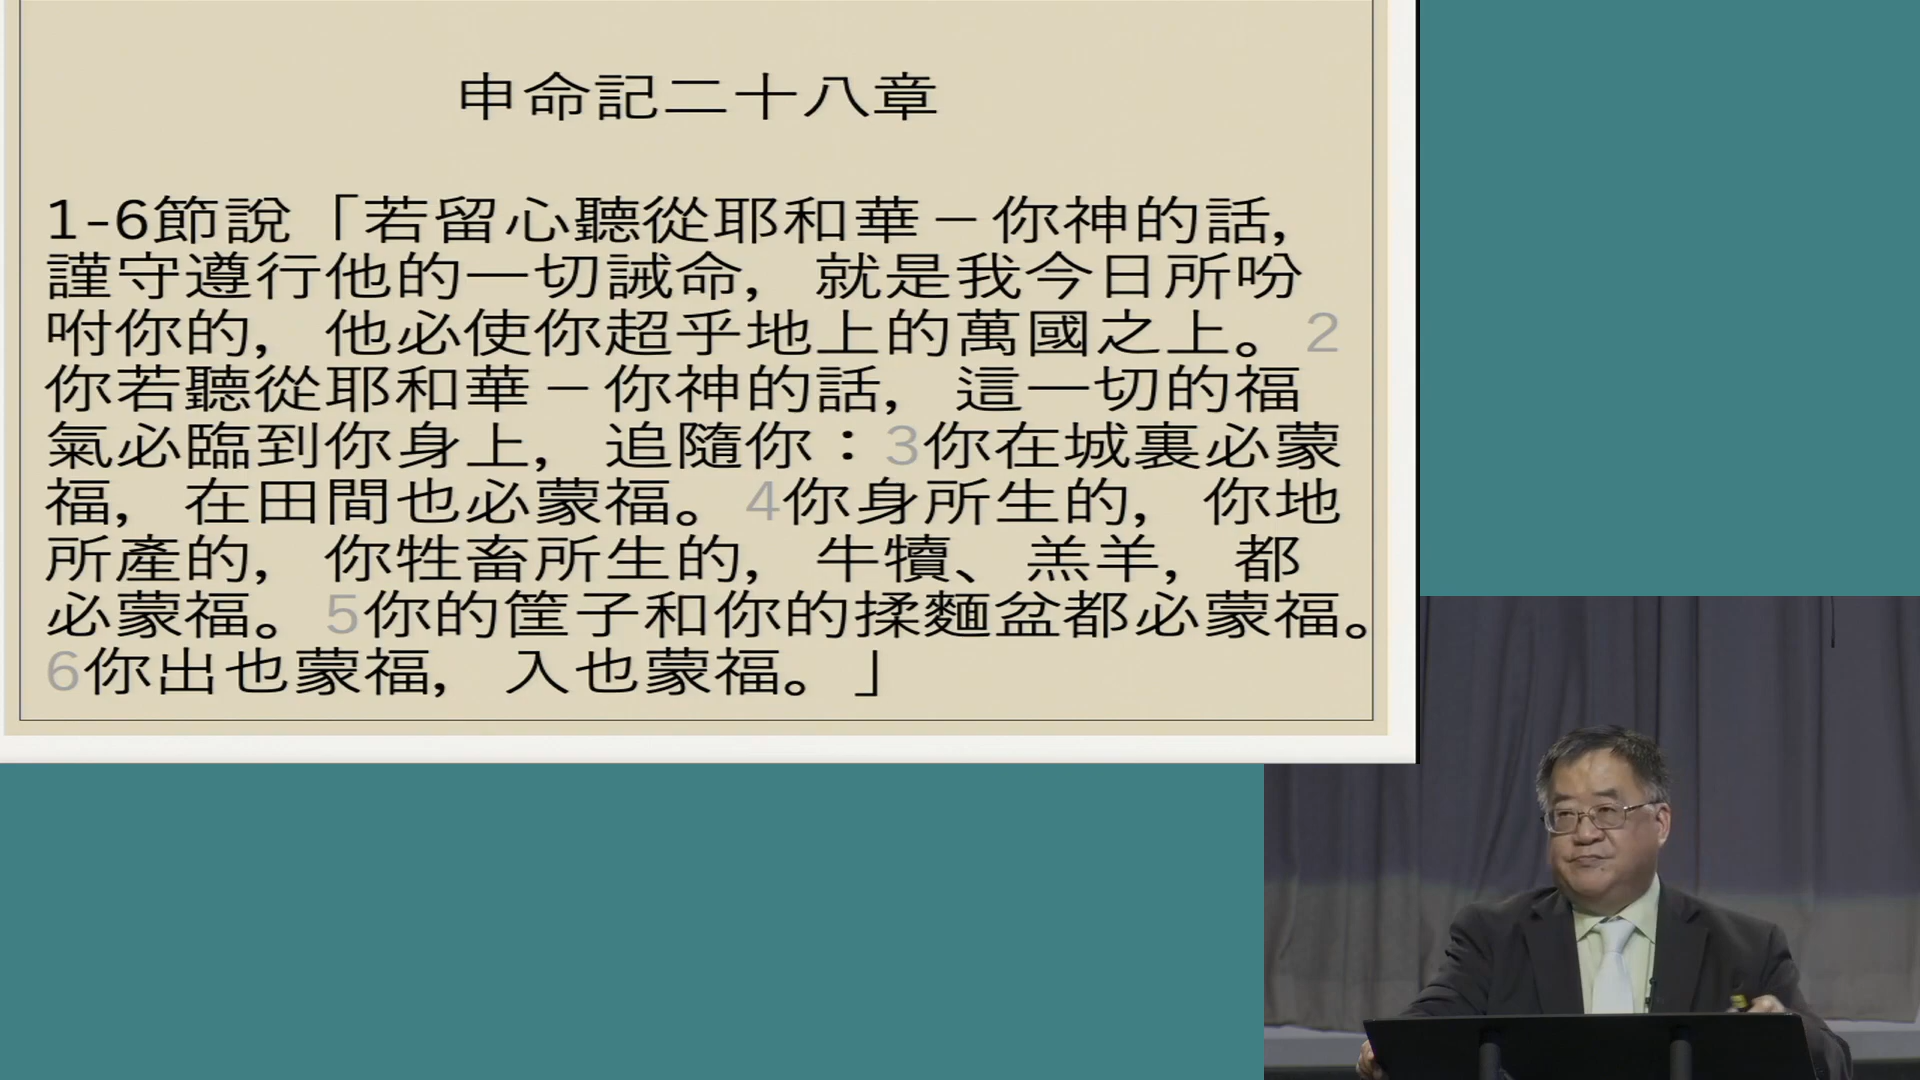 申命記二十八章
1-6節說「若留心聽從耶和華－你神的話,
謹守遵行他的一切誡命, 就是我今日所吩
咐你的, 他必使你超乎地上的萬國之上。2
你若聽從耶和華－你神的話, 這一切的福
氣必臨到你身上, 追隨你：3你在城裏必蒙
福, 在田間也必蒙福。4你身所生的, 你地
所產的, 你牲畜所生的, 牛犢、羔羊, 都
必蒙福。5你的筐子和你的揉麵盆都必蒙福。
6你出也蒙福, 入也蒙福。」